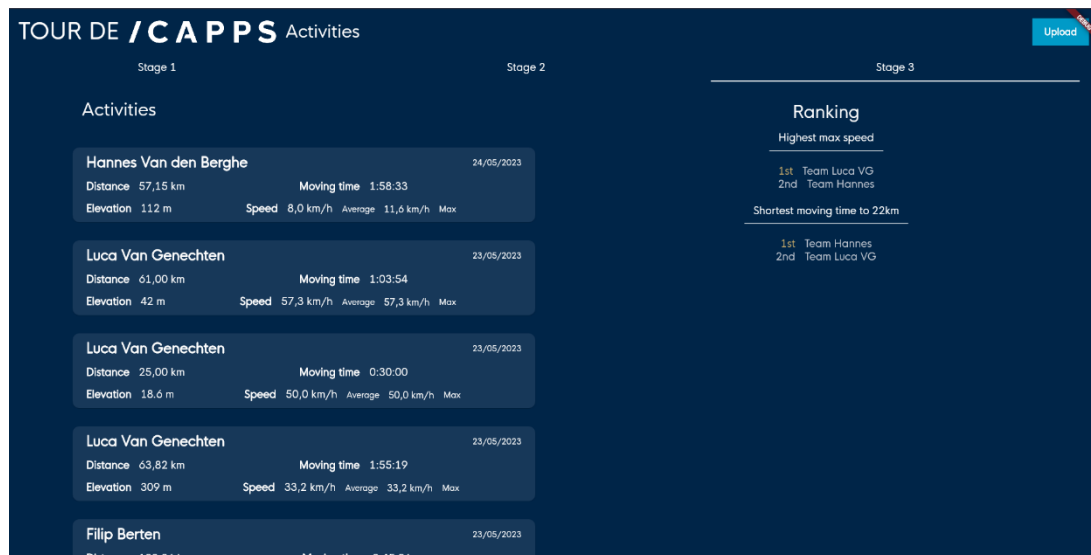 TOUR DE /CAPPS Activities
Upload
Stage 1 Stage 2 Stage 3
Activities
Hannes Van den Berghe 24/05/2023
Distance 57,15 km Moving time 1:58:33
Elevation 112 m Speed 8,0 km/h Average 11,6 km/h Max
Luca Van Genechten 23/05/2023
Distance 61,00 km Moving time 1:03:54
Elevation 42 m Speed 57,3 km/h Average 57,3 km/h Max
Luca Van Genechten 23/05/2023
Distance 25,00 km Moving time 0:30:00
Elevation 18.6 m Speed 50,0 km/h Average 50,0 km/h Max
Luca Van Genechten 23/05/2023
Distance 63,82 km Moving time 1:55:19
Elevation 309 m Speed 33,2 km/h Average 33,2 km/h Max
Filip Berten 23/05/2023
Ranking
Highest max speed
1st Team Luca VG
2nd Team Hannes
Shortest moving time to 22km
1st Team Hannes
2nd Team Luca VG